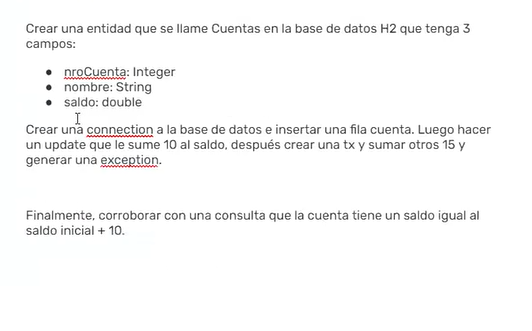 Crear una entidad que se llame Cuentas en la base de datos H2 que tenga 3
campos:
● nroCuenta: Integer
● nombre: String
● saldo: double
Crear una connection a la base de datos e insertar una fila cuenta. Luego hacer
un update que le sume 10 al saldo, después crear una tx y sumar otros 15 y
generar una exception.
Finalmente, corroborar con una consulta que la cuenta tiene un saldo igual al
saldo inicial + 10.